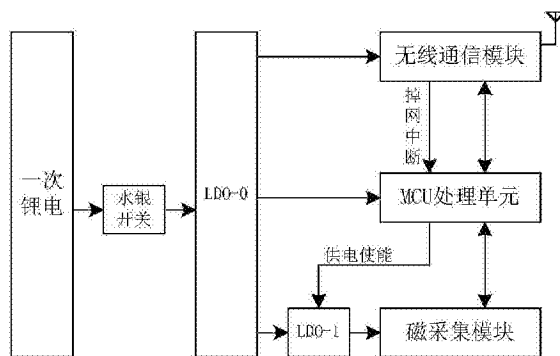 无线通信模块
掉网中断
一次
锂电
水银
开关
LDO-0
MCU处理单元
供电使能
LDO-1
磁采集模块